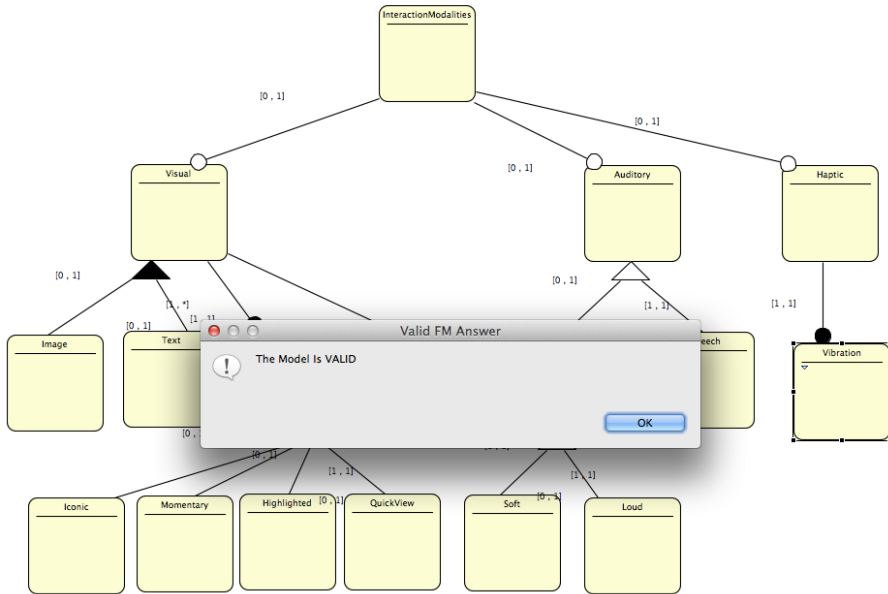 InteractionModalities
[0 , 1]
[0 , 1]
[0 , 1]
Visual
Auditory
Haptic
[0 , 1]
[0 , 1]
[1 , *]
[1 , 1]
[1 , 1]
[0 , 1]
Image
Text
Vibration
Valid FM Answer
The Model Is VALID
OK
[0 , 1]
[1 , 1]
[1 , 1]
[0 , 1]
[0 , 1]
Iconic
Momentary
Highlighted
QuickView
Soft
Loud